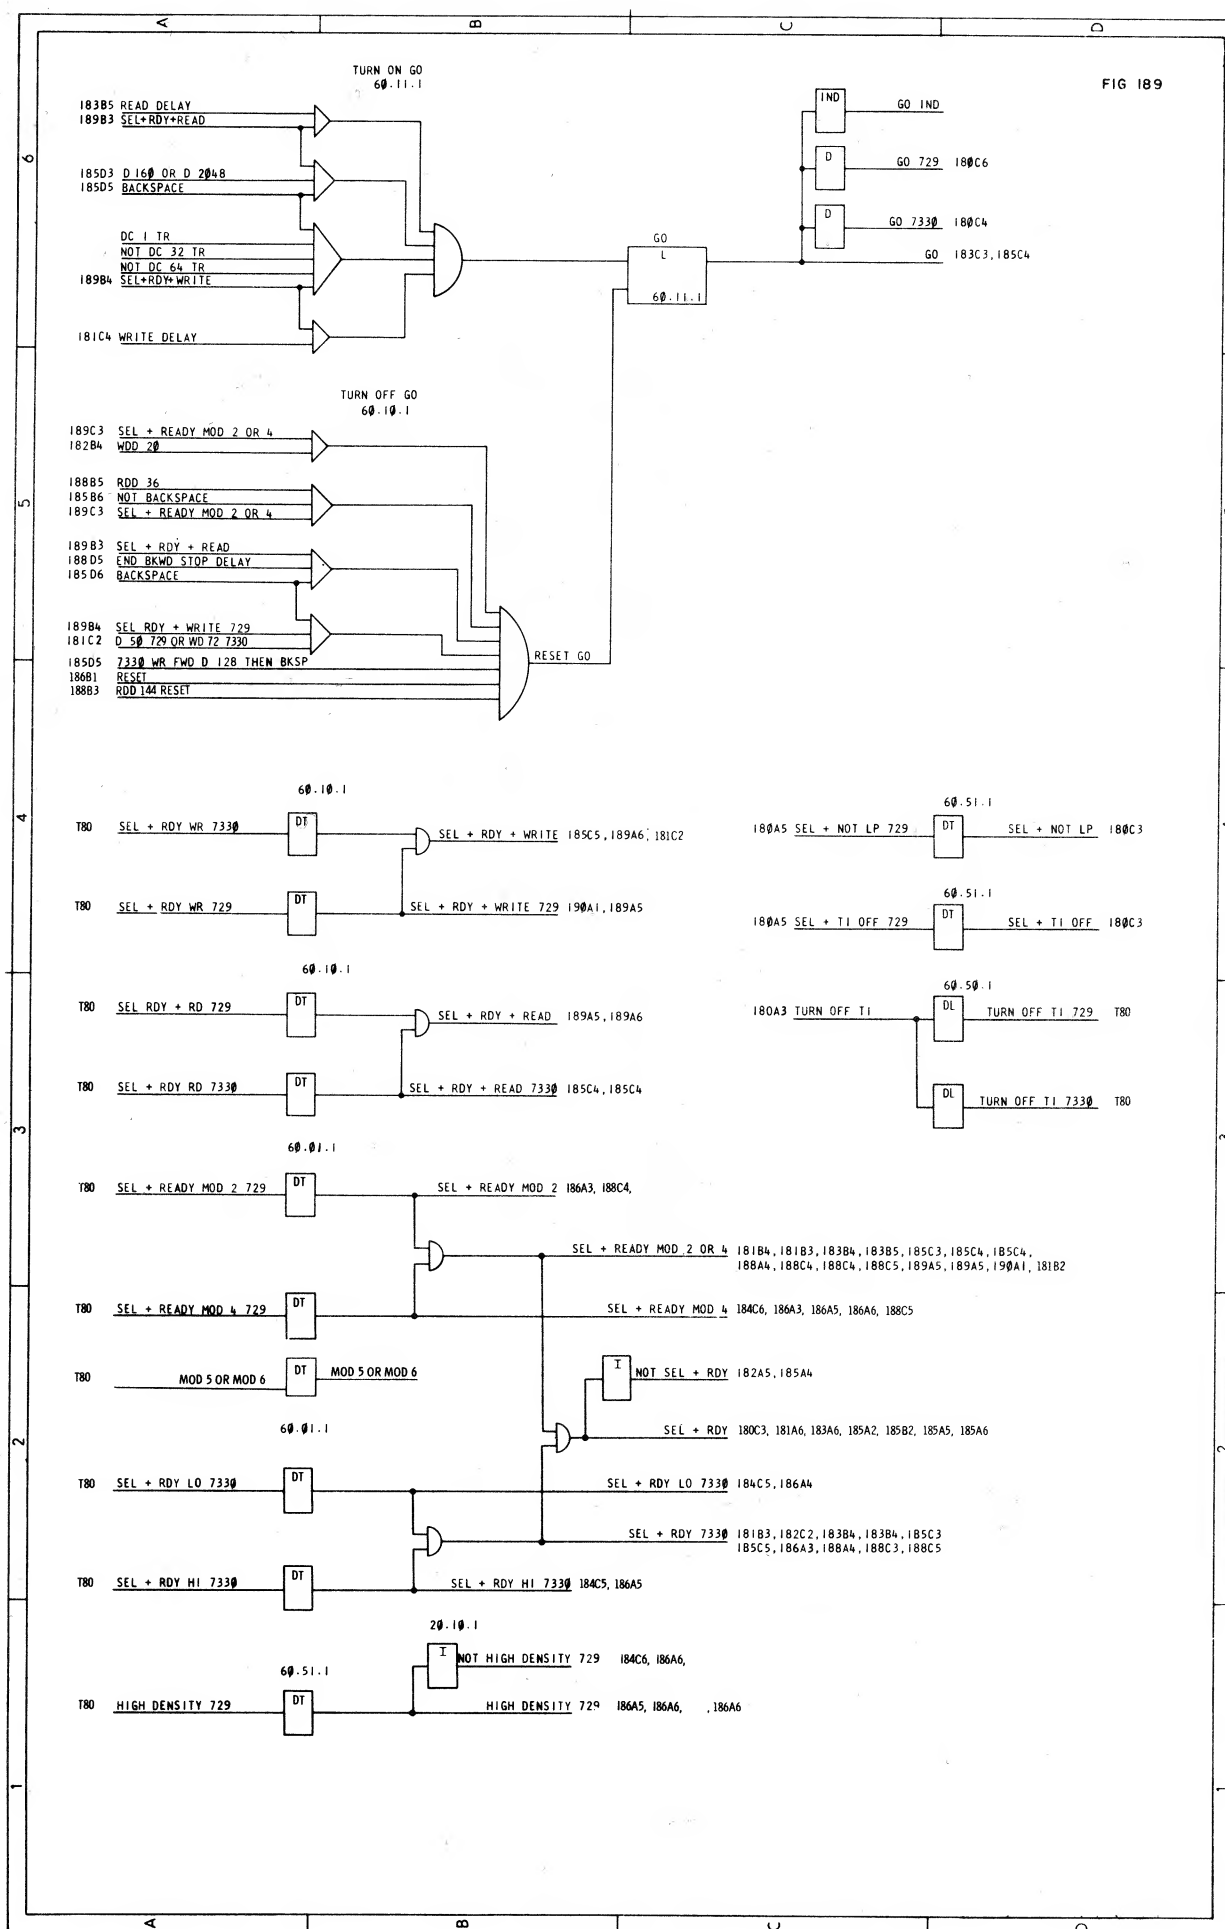 A B C D
FIG 189
TURN ON GO
60.11.1
183B5 READ DELAY
189B3 SEL+RDY+READ
185D3 D 160 OR D 2048
185D5 BACKSPACE
DC 1 TR
NOT DC 32 TR
NOT DC 64 TR
189B4 SEL+RDY+WRITE
181C4 WRITE DELAY
GO
L
60.11.1
IND GO IND
D GO 729 180C6
D GO 7330 180C4
GO 183C3, 185C4
6
TURN OFF GO
60.10.1
189C3 SEL + READY MOD 2 OR 4
182B4 WDD 20
188B5 RDD 36
185B6 NOT BACKSPACE
189C3 SEL + READY MOD 2 OR 4
189B3 SEL + RDY + READ
188D5 END BKWD STOP DELAY
185D6 BACKSPACE
189B4 SEL RDY + WRITE 729
181C2 D 50 729 OR WD 72 7330
185D5 7330 WR FWD D 128 THEN BKSP
186B1 RESET
188B3 RDD 144 RESET
RESET GO
5
60.10.1
T80 SEL + RDY WR 7330 DT SEL + RDY + WRITE 185C5, 189A6, 181C2
T80 SEL + RDY WR 729 DT SEL + RDY + WRITE 729 190A1, 189A5
4
60.51.1
180A5 SEL + NOT LP 729 DT SEL + NOT LP 180C3
60.51.1
180A5 SEL + TI OFF 729 DT SEL + TI OFF 180C3
60.10.1
T80 SEL RDY + RD 729 DT SEL + RDY + READ 189A5, 189A6
T80 SEL + RDY RD 7330 DT SEL + RDY + READ 7330 185C4, 185C4
60.50.1
180A3 TURN OFF TI DL TURN OFF TI 729 T80
DL TURN OFF TI 7330 T80
3
3
60.01.1
T80 SEL + READY MOD 2 729 DT SEL + READY MOD 2 186A3, 188C4,
SEL + READY MOD 2 OR 4 181B4, 181B3, 183B4, 183B5, 185C3, 185C4, 1B5C4,
188A4, 188C4, 188C4, 188C5, 189A5, 189A5, 190A1, 181B2
T80 SEL + READY MOD 4 729 DT SEL + READY MOD 4 184C6, 186A3, 186A5, 186A6, 188C5
T80 MOD 5 OR MOD 6 DT MOD 5 OR MOD 6
I NOT SEL + RDY 182A5, 185A4
SEL + RDY 180C3, 181A6, 183A6, 185A2, 185B2, 185A5, 185A6
2
2
60.01.1
T80 SEL + RDY LO 7330 DT SEL + RDY LO 7330 184C5, 186A4
SEL + RDY 7330 181B3, 182C2, 183B4, 183B4, 1B5C3
1B5C5, 186A3, 188A4, 188C3, 188C5
T80 SEL + RDY HI 7330 DT SEL + RDY HI 7330 184C5, 186A5
20.10.1
I NOT HIGH DENSITY 729 184C6, 186A6,
60.51.1
T80 HIGH DENSITY 729 DT HIGH DENSITY 729 186A5, 186A6, , 186A6
1
1
A B